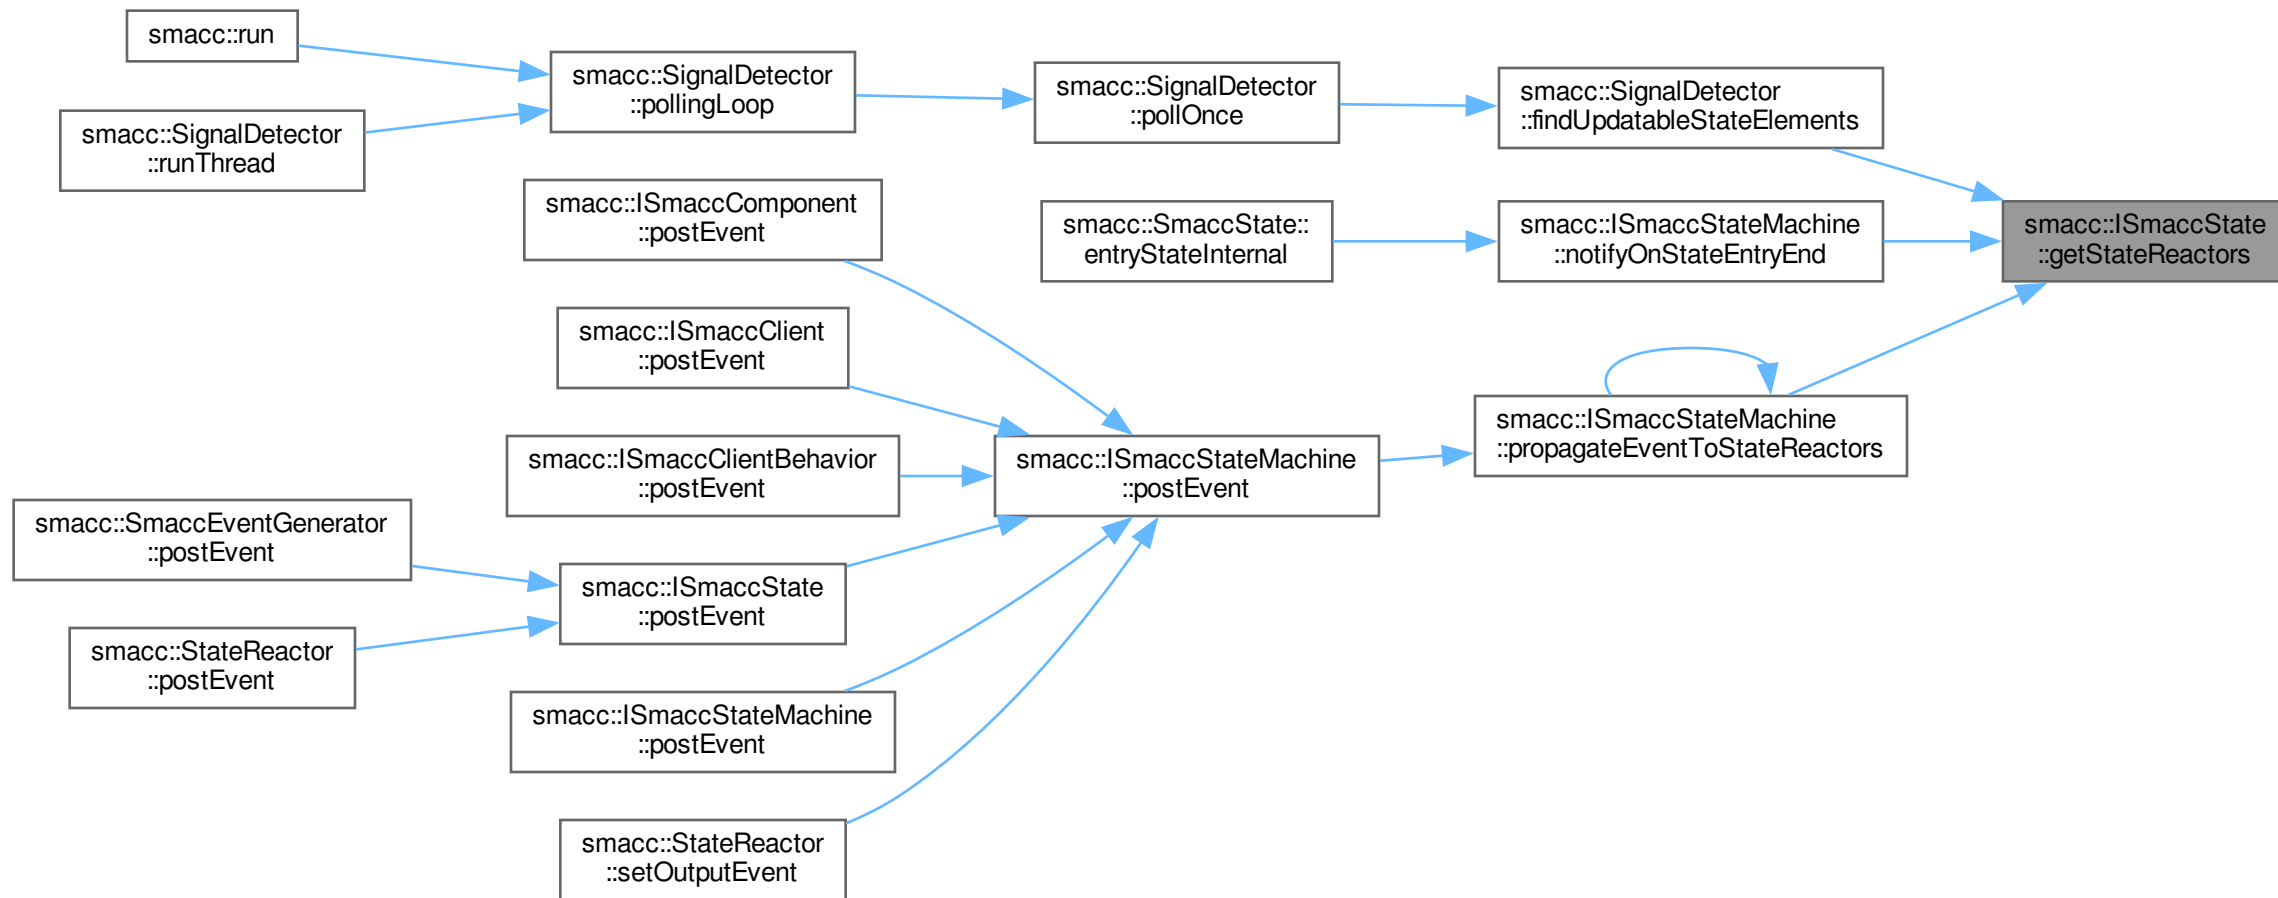 smacc::run
smacc::SignalDetector
::runThread
smacc::SignalDetector
::pollingLoop
smacc::SignalDetector
::pollOnce
smacc::SignalDetector
::findUpdatableStateElements
smacc::ISmaccState
::getStateReactors
smacc::SmaccState::
entryStateInternal
smacc::ISmaccStateMachine
::notifyOnStateEntryEnd
smacc::ISmaccComponent
::postEvent
smacc::ISmaccClient
::postEvent
smacc::ISmaccClientBehavior
::postEvent
smacc::ISmaccStateMachine
::postEvent
smacc::ISmaccStateMachine
::propagateEventToStateReactors
smacc::SmaccEventGenerator
::postEvent
smacc::StateReactor
::postEvent
smacc::ISmaccState
::postEvent
smacc::ISmaccStateMachine
::postEvent
smacc::StateReactor
::setOutputEvent